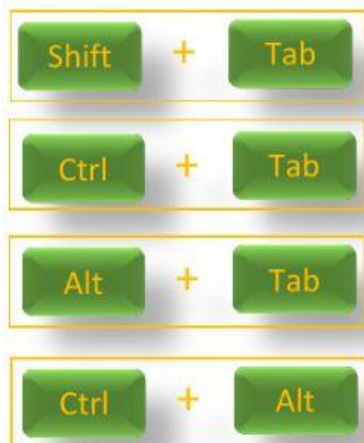 Shift + Tab
Ctrl + Tab
Alt + Tab
Ctrl + Alt